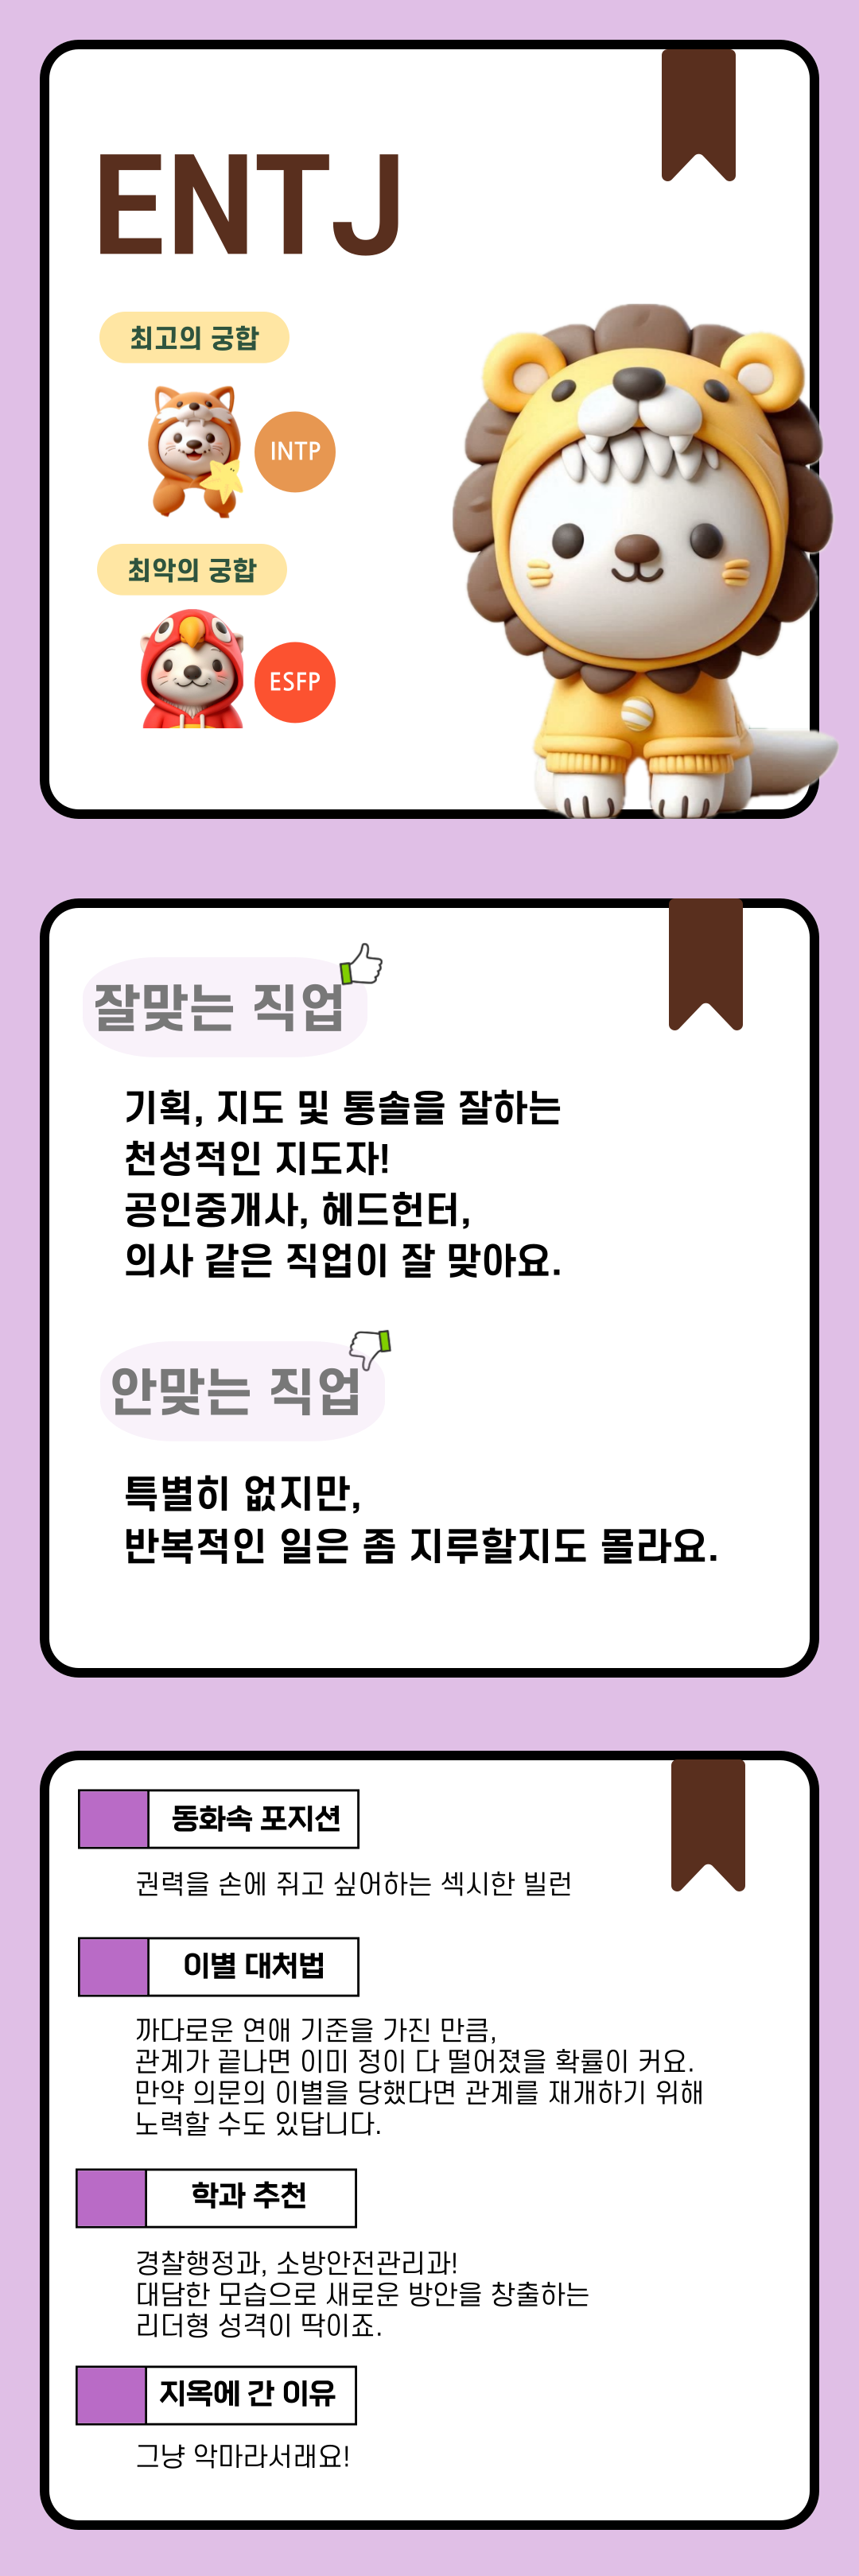 ENTJ
최고의 궁합
INTP
최악의 궁합
ESFP
잘맞는 직업
기획, 지도 및 통솔을 잘하는
천성적인 지도자!
공인중개사, 헤드헌터,
의사 같은 직업이 잘 맞아요.
안맞는 직업
특별히 없지만,
반복적인 일은 좀 지루할지도 몰라요.
동화속 포지션
권력을 손에 쥐고 싶어하는 섹시한 빌런
이별 대처법
까다로운 연애 기준을 가진 만큼,
관계가 끝나면 이미 정이 다 떨어졌을 확률이 커요.
만약 의문의 이별을 당했다면 관계를 재개하기 위해
노력할 수도 있답니다.
학과 추천
경찰행정과, 소방안전관리과!
대담한 모습으로 새로운 방안을 창출하는
리더형 성격이 딱이죠.
지옥에 간 이유
그냥 악마라서래요!